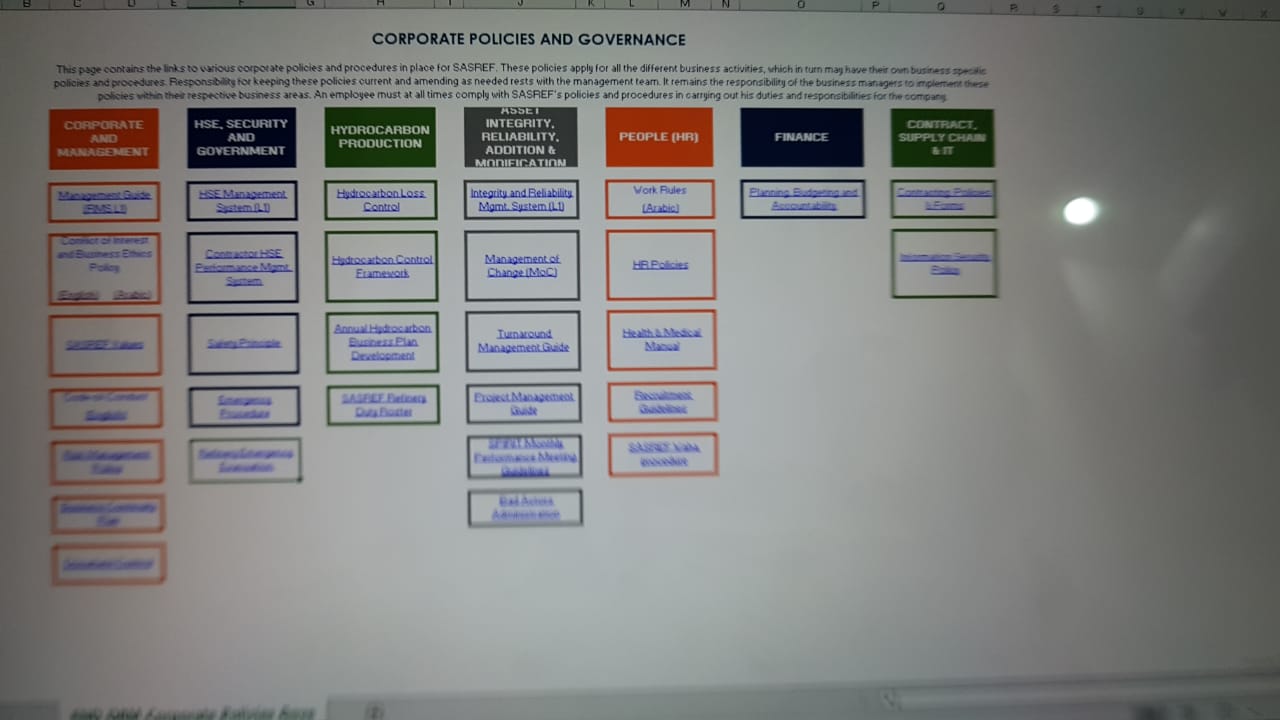 B C D E F G H I J K L M N O P Q R S T U V W X
CORPORATE POLICIES AND GOVERNANCE
This page contains the links to various corporate policies and procedures in place for SASREF. These policies apply for all the different business activities, which in turn may have their own business specific
policies and procedures. Responsibility for keeping these policies current and amending as needed rests with the management team. It remains the responsibility of the business managers to implement these
policies within their respective business areas. An employee must at all times comply with SASREF's policies and procedures in carrying out his duties and responsibilities for the company.
CORPORATE
AND
MANAGEMENT
Management Guide
(RMS L1)
Conflict of Interest
and Business Ethics
Policy
(English) (Arabic)
SASREF Values
Code of Conduct
(English)
Risk Management
Policy
Business Continuity
Plan
Document Control
HSE, SECURITY
AND
GOVERNMENT
HSE Management
System (L1)
Contractor HSE
Performance Mgmt.
System
Safety Principle
Emergency
Procedure
Refinery Emergency
Evacuation
HYDROCARBON
PRODUCTION
Hydrocarbon Loss
Control
Hydrocarbon Control
Framework
Annual Hydrocarbon
Business Plan
Development
SASREF Refinery
Duty Roster
ASSET
INTEGRITY,
RELIABILITY,
ADDITION &
MODIFICATION
Integrity and Reliability
Mgmt. System (L1)
Management of
Change (MoC)
Turnaround
Management Guide
Project Management
Guide
SPIRIT Monthly
Performance Meeting
Guidelines
Bad Actors
Administration
PEOPLE (HR)
Work Rules
(Arabic)
HR Policies
Health & Medical
Manual
Recruitment
Guidelines
SASREF
procedure
FINANCE
Planning, Budgeting and
Accountability
CONTRACT,
SUPPLY CHAIN
& IT
Contracting Policies
& Forms
Information Security
Policy